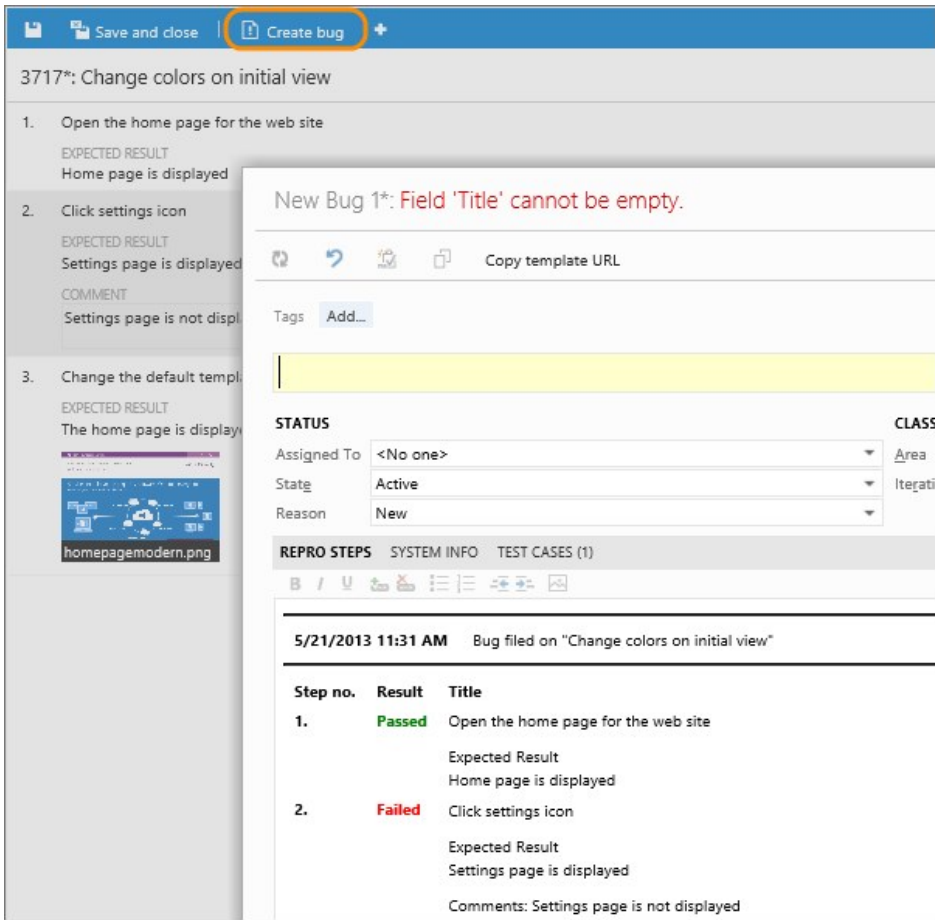 Save and close | Create bug
3717*: Change colors on initial view
1. Open the home page for the web site
EXPECTED RESULT
Home page is displayed
2. Click settings icon
EXPECTED RESULT
Settings page is displayed
COMMENT
Settings page is not displ
3. Change the default templ
EXPECTED RESULT
The home page is display
homepagemodern.png
New Bug 1*: Field 'Title' cannot be empty.
Copy template URL
Tags Add...
STATUS
CLASS
Assigned To <No one>
Area
State Active
Iterati
Reason New
REPRO STEPS SYSTEM INFO TEST CASES (1)
B I U
5/21/2013 11:31 AM Bug filed on "Change colors on initial view"
Step no. Result Title
1. Passed Open the home page for the web site
Expected Result
Home page is displayed
2. Failed Click settings icon
Expected Result
Settings page is displayed
Comments: Settings page is not displayed